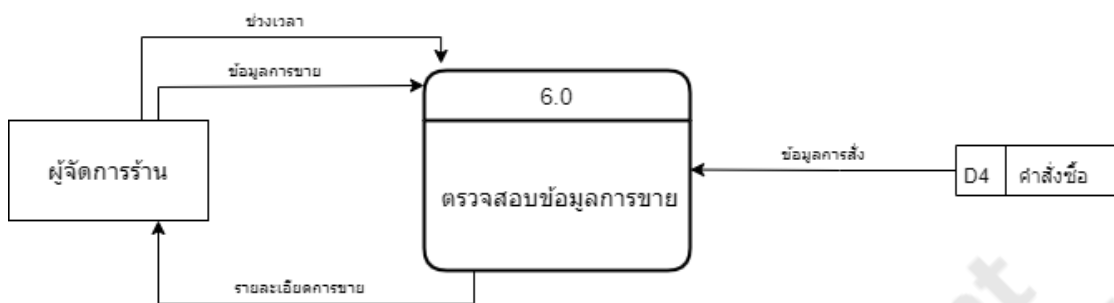 ช่วงเวลา
ข้อมูลการขาย
6.0
ผู้จัดการร้าน
ตรวจสอบข้อมูลการขาย
ข้อมูลการสั่ง
D4 คำสั่งซื้อ
รายละเอียดการขาย